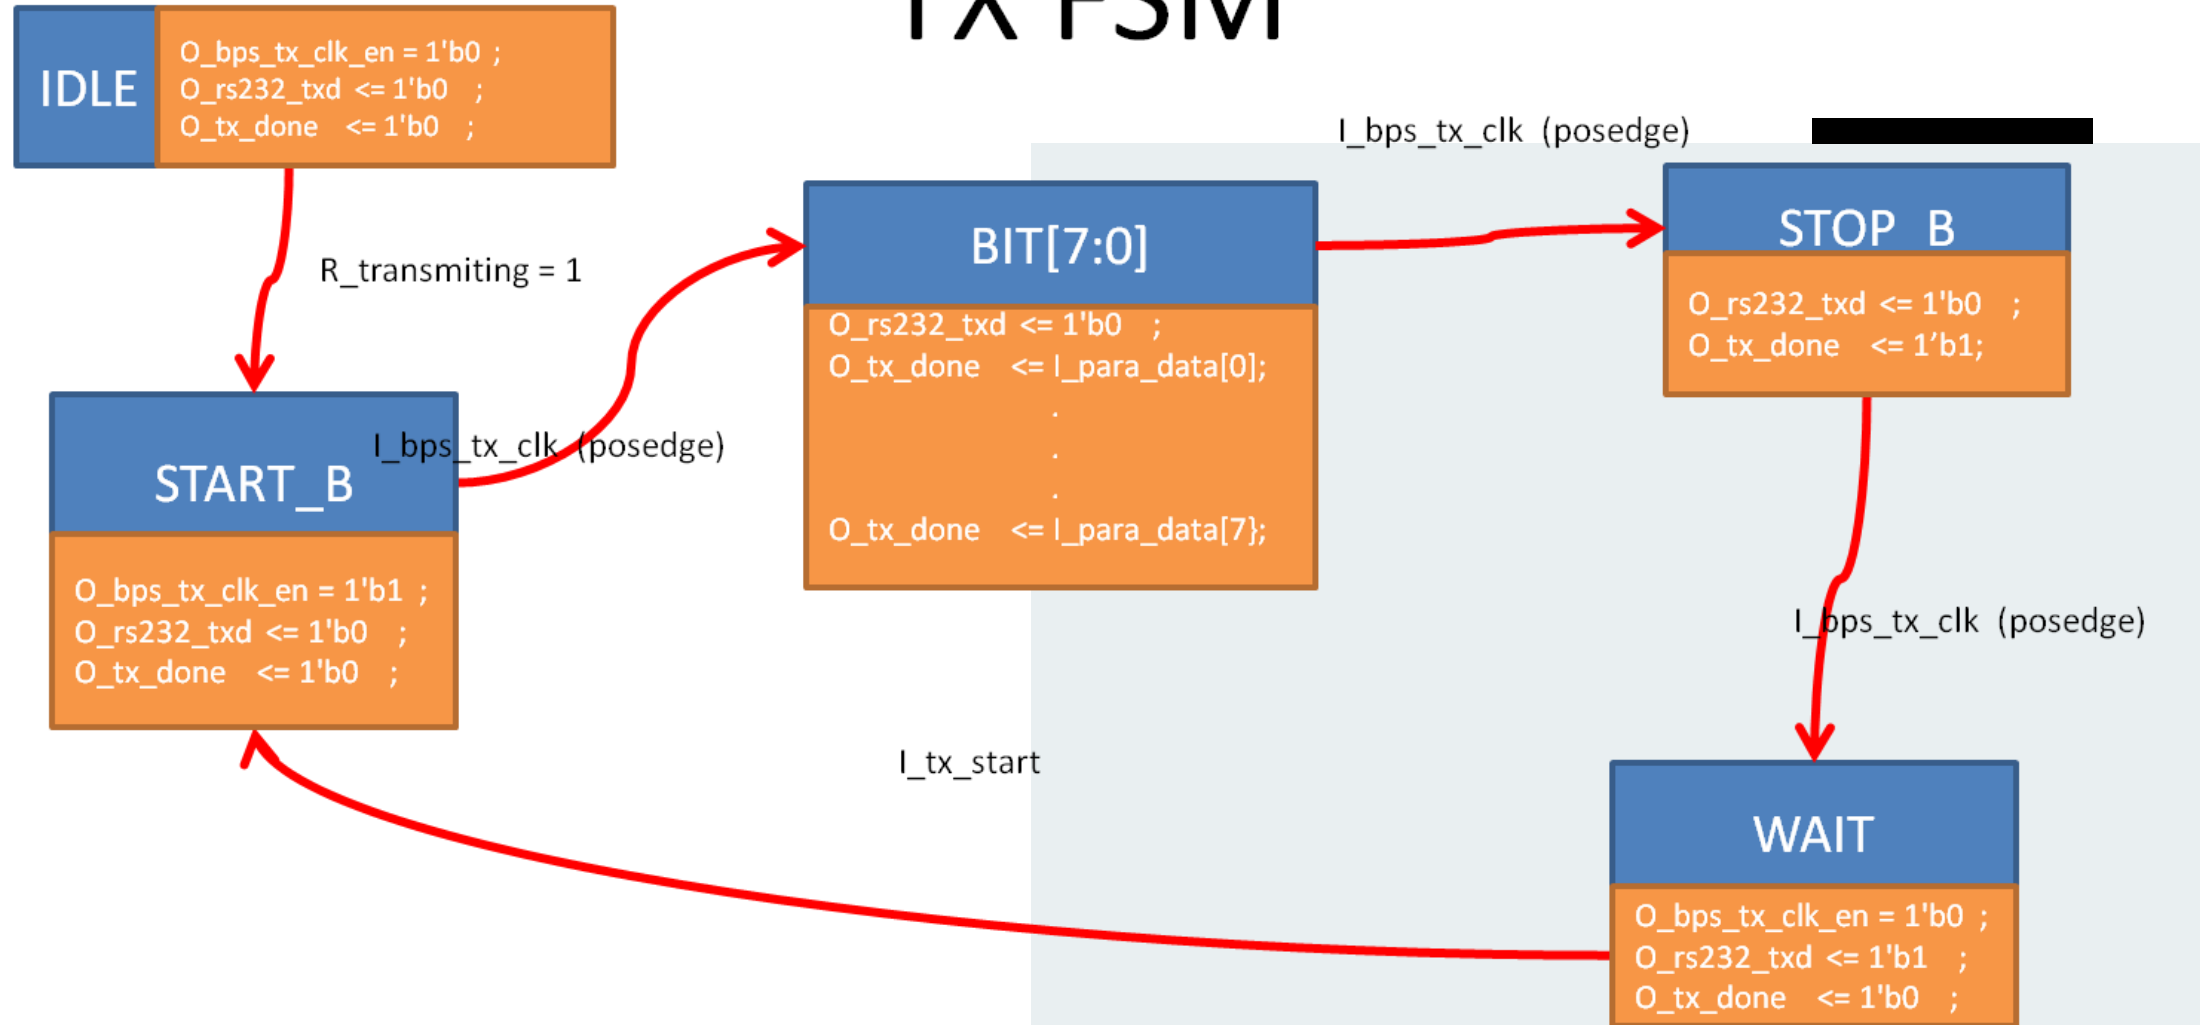 TX FSM
IDLE
O_bps_tx_clk_en = 1'b0 ;
O_rs232_txd <= 1'b0 ;
O_tx_done <= 1'b0 ;
R_transmiting = 1
START_B
O_bps_tx_clk_en = 1'b1 ;
O_rs232_txd <= 1'b0 ;
O_tx_done <= 1'b0 ;
I_bps_tx_clk (posedge)
BIT[7:0]
O_rs232_txd <= 1'b0 ;
O_tx_done <= I_para_data[0];
.
.
.
O_tx_done <= I_para_data[7};
I_bps_tx_clk (posedge)
STOP_B
O_rs232_txd <= 1'b0 ;
O_tx_done <= 1’b1;
I_bps_tx_clk (posedge)
WAIT
O_bps_tx_clk_en = 1'b0 ;
O_rs232_txd <= 1'b1 ;
O_tx_done <= 1'b0 ;
I_tx_start